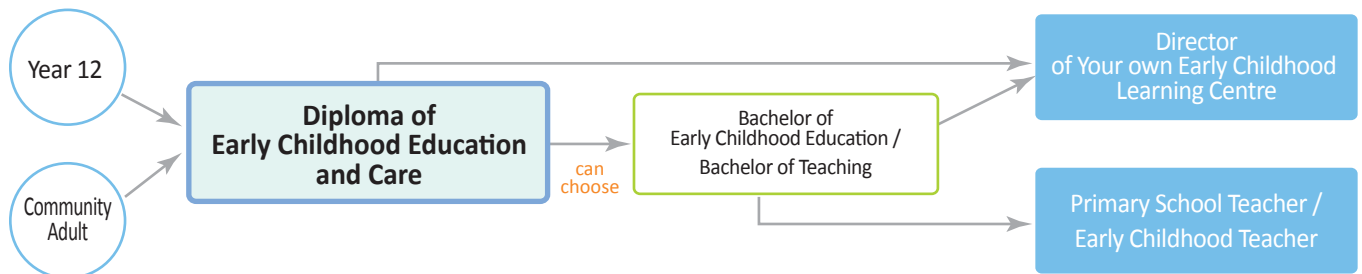 Year 12
Community
Adult
Diploma of
Early Childhood Education
and Care
can
choose
Bachelor of
Early Childhood Education /
Bachelor of Teaching
Director
of Your own Early Childhood
Learning Centre
Primary School Teacher /
Early Childhood Teacher